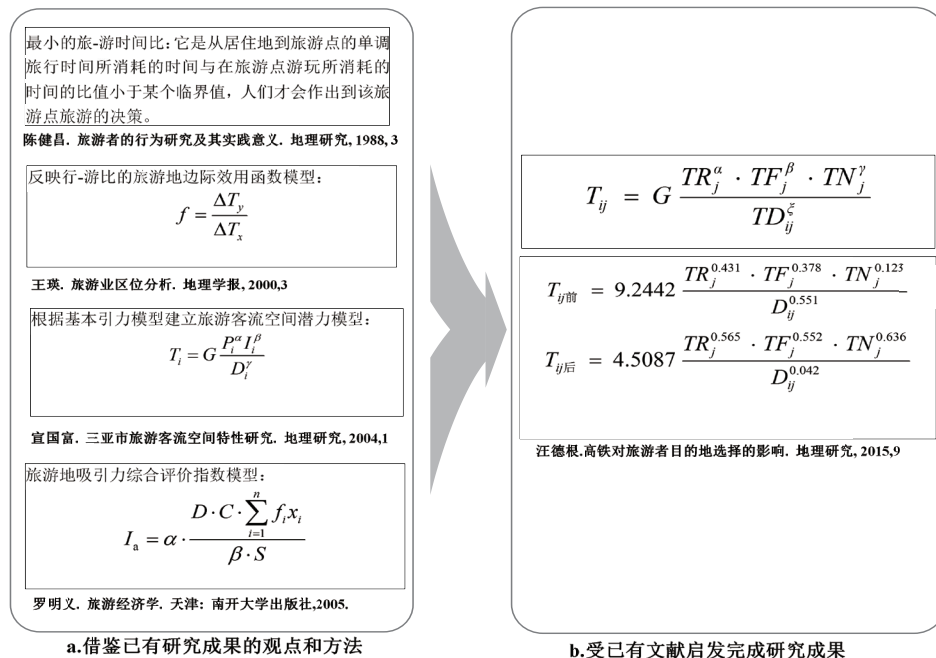 最小的旅-游时间比：它是从居住地到旅游点的单调
旅行时间所消耗的时间与在旅游点游玩所消耗的
时间的比值小于某个临界值，人们才会作出到该旅
游点旅游的决策。
陈健昌. 旅游者的行为研究及其实践意义. 地理研究, 1988, 3
反映行-游比的旅游地边际效用函数模型：
f = ΔT_y / ΔT_x
王瑛. 旅游业区位分析. 地理学报, 2000,3
根据基本引力模型建立旅游客流空间潜力模型：
T_i = G P_i^α I_i^β / D_i^γ
宣国富. 三亚市旅游客流空间特性研究. 地理研究, 2004,1
旅游地吸引力综合评价指数模型：
I_a = α · D · C · ∑_{i=1}^{n} f_i x_i / β · S
罗明义. 旅游经济学. 天津: 南开大学出版社,2005.
a.借鉴已有研究成果的观点和方法
T_ij = G TR_j^α · TF_j^β · TN_j^γ / TD_ij^ξ
T_ij前 = 9.2442 TR_j^0.431 · TF_j^0.378 · TN_j^0.123 / D_ij^0.551
T_ij后 = 4.5087 TR_j^0.565 · TF_j^0.552 · TN_j^0.636 / D_ij^0.042
汪德根.高铁对旅游者目的地选择的影响. 地理研究, 2015,9
b.受已有文献启发完成研究成果